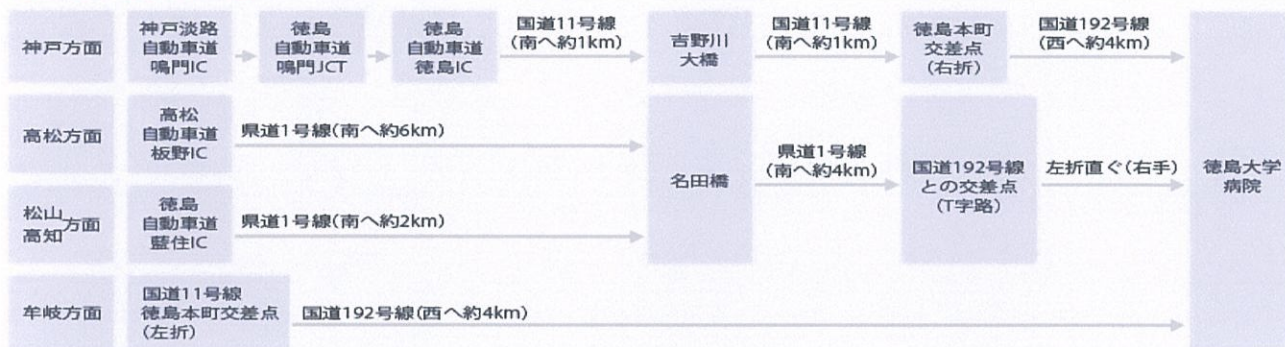 神戸方面
神戸淡路
自動車道
鳴門IC
徳島
自動車道
鳴門JCT
徳島
自動車道
徳島IC
国道11号線
(南へ約1km)
吉野川
大橋
国道11号線
(南へ約1km)
徳島本町
交差点
(右折)
国道192号線
(西へ約4km)
高松方面
高松
自動車道
板野IC
県道1号線(南へ約6km)
松山
高知
方面
徳島
自動車道
藍住IC
県道1号線(南へ約2km)
名田橋
県道1号線
(南へ約4km)
国道192号線
との交差点
(T字路)
左折直ぐ(右手)
徳島大学
病院
牟岐方面
国道11号線
徳島本町交差点
(左折)
国道192号線(西へ約4km)